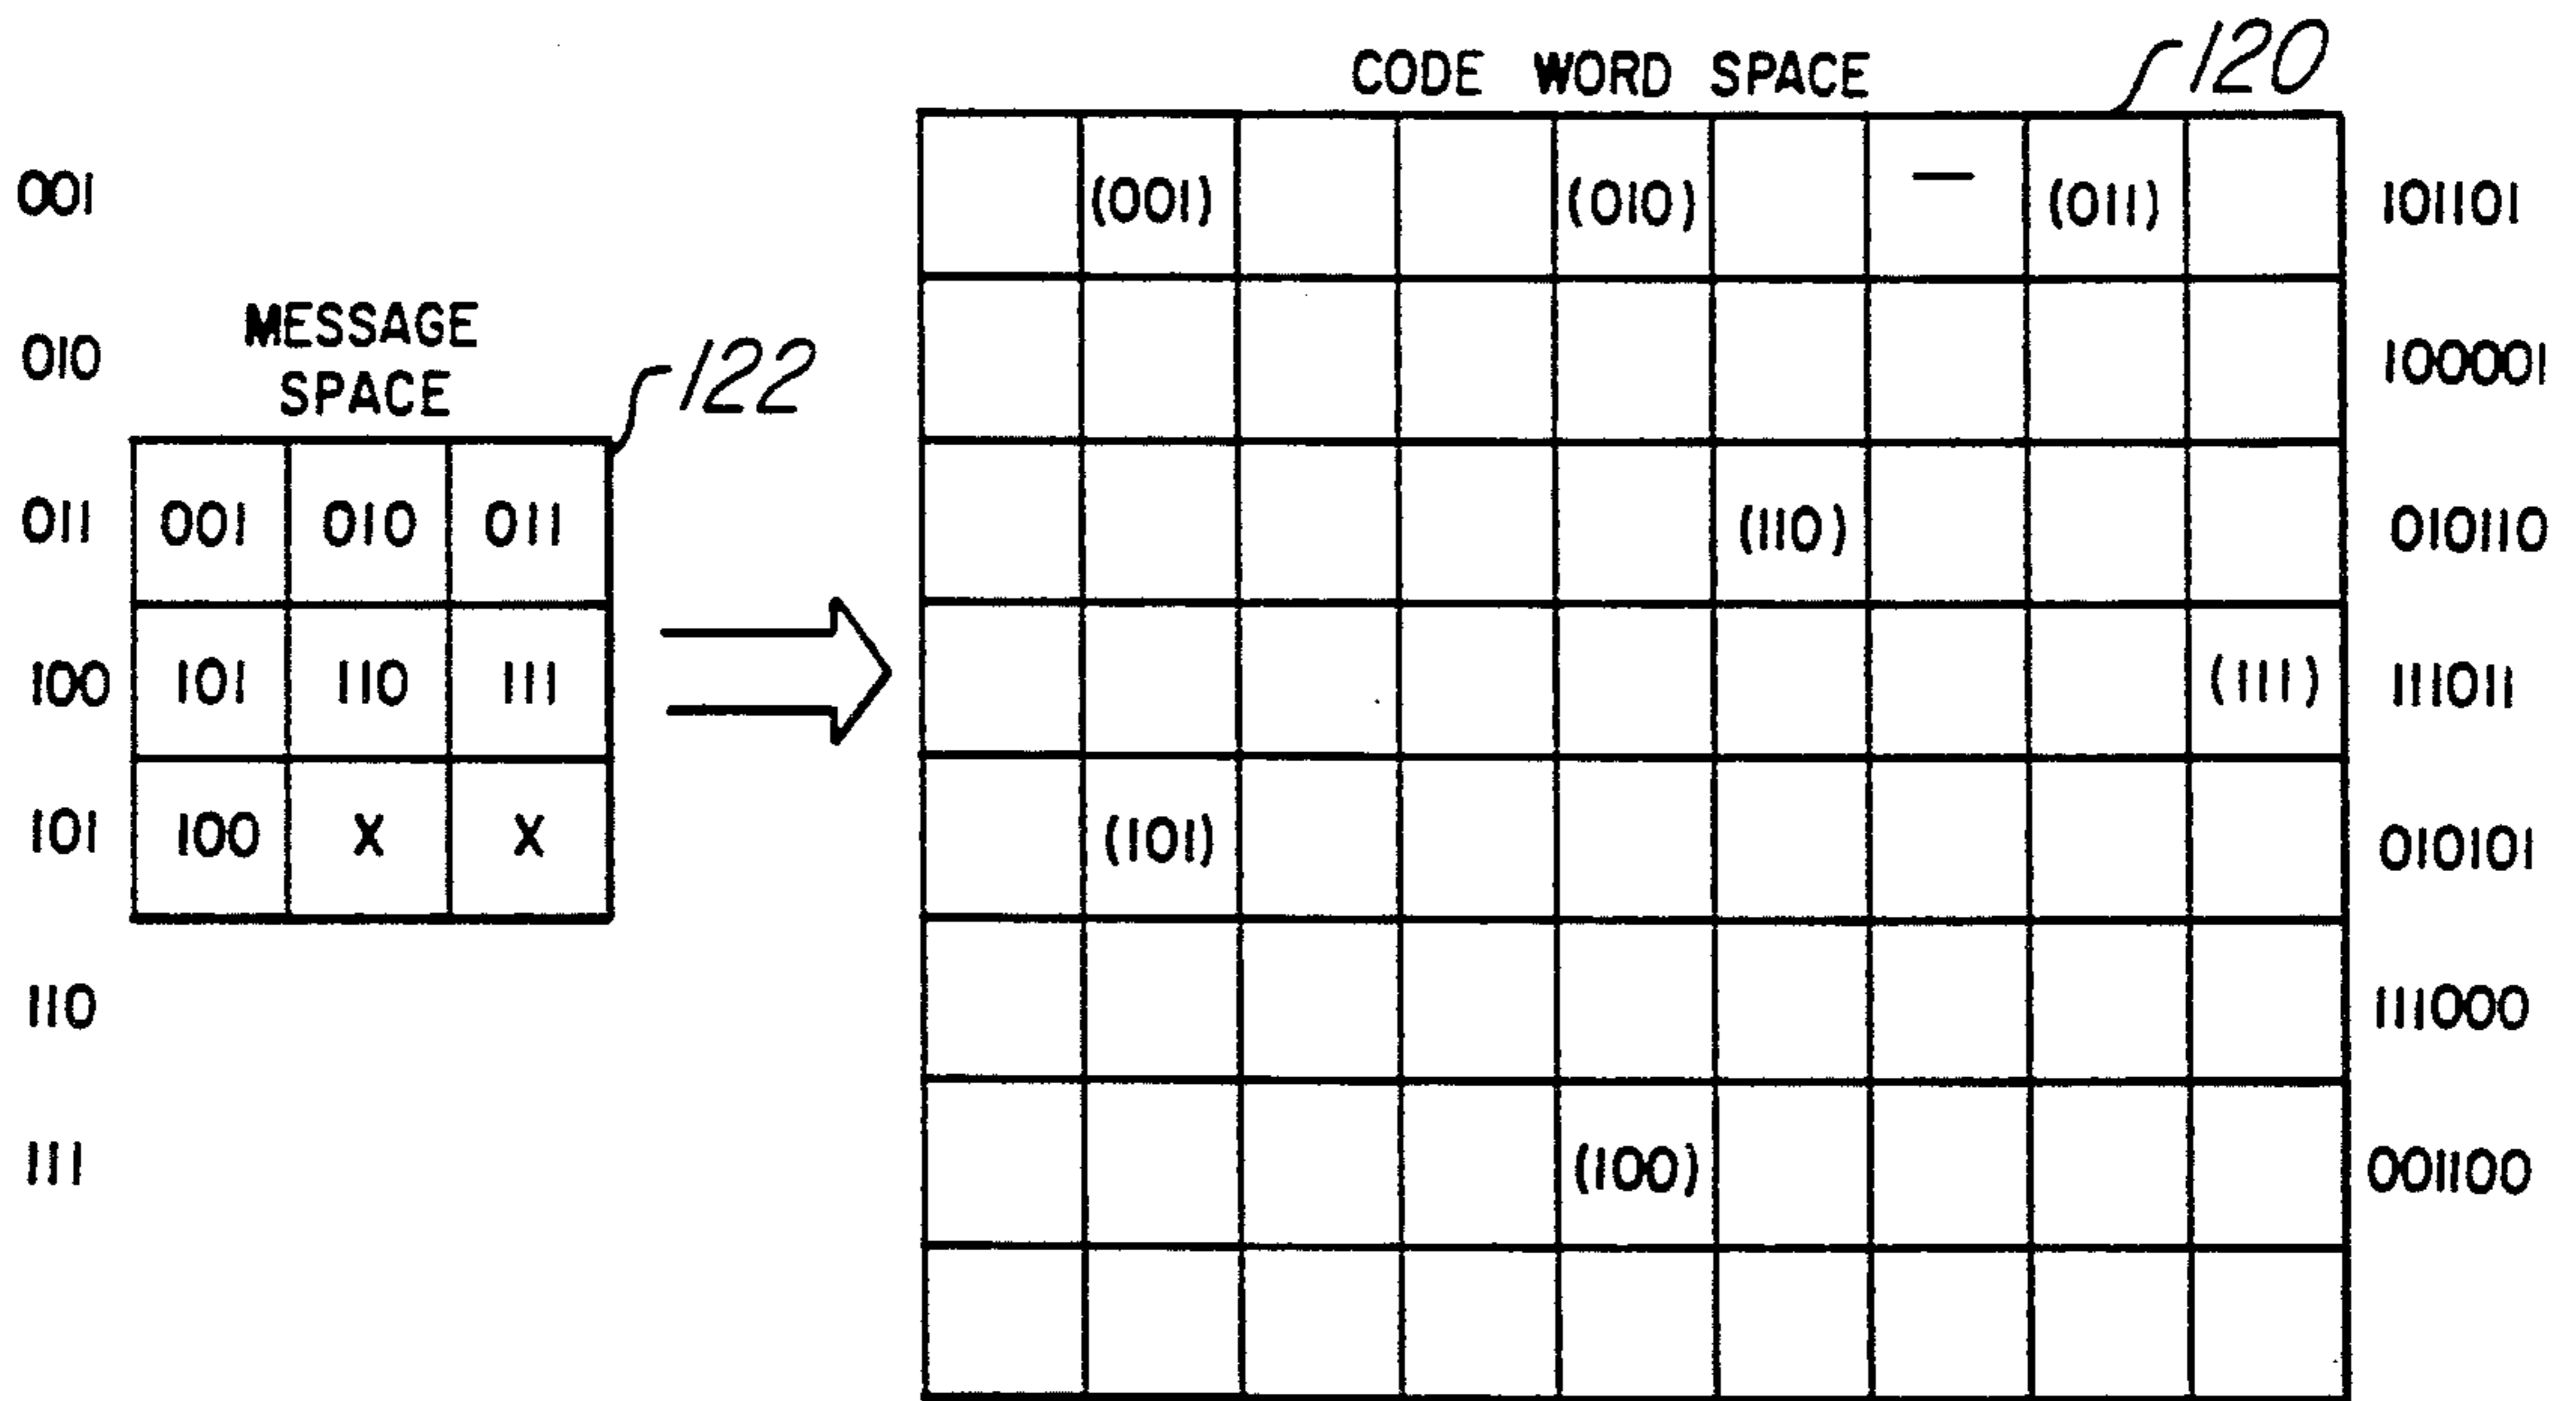 CODE WORD SPACE 120
001 (001) (010) — (011) 101101
MESSAGE
SPACE
122
010 100001
011 001 010 011 (110) 010110
100 101 110 111 (111) 111011
101 100 X X (101) 010101
110 111000
111 (100) 001100